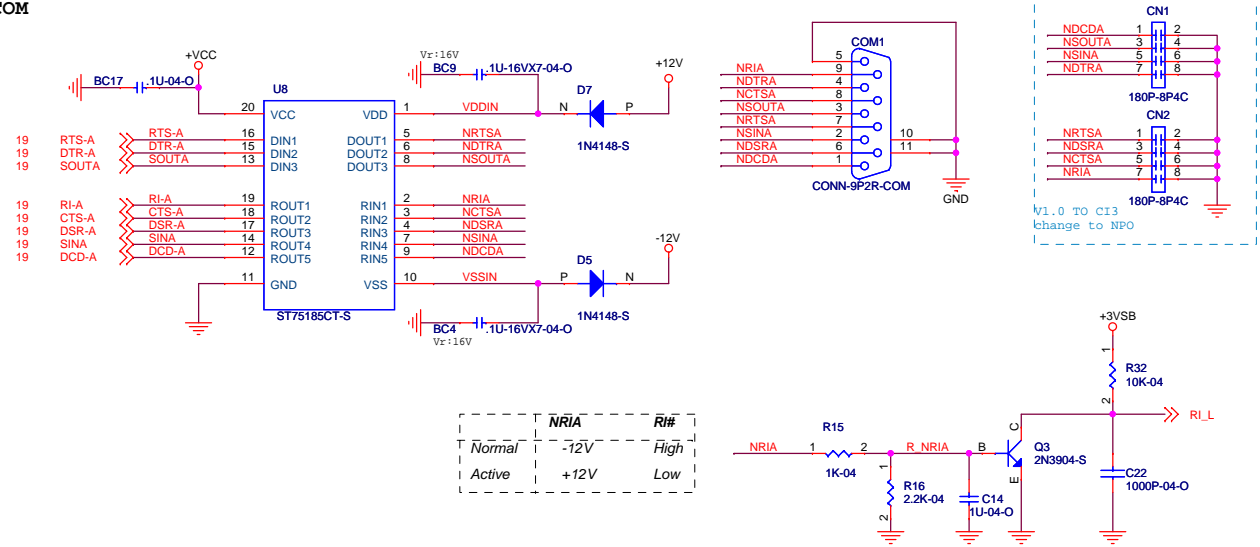 COM
+VCC
BC17
.1U-04-O
Vr:16V
BC9
.1U-16VX7-04-O
+12V
D7
N
P
1N4148-S
U8
20 VCC
VDD 1 VDDIN
19 RTS-A RTS-A 16 DIN1
19 DTR-A DTR-A 15 DIN2
19 SOUTA SOUTA 13 DIN3
DOUT1 5 NRTSA
DOUT2 6 NDTRA
DOUT3 8 NSOUTA
19 RI-A RI-A 19 ROUT1
19 CTS-A CTS-A 18 ROUT2
19 DSR-A DSR-A 17 ROUT3
19 SINA SINA 14 ROUT4
19 DCD-A DCD-A 12 ROUT5
RIN1 2 NRIA
RIN2 3 NCTSA
RIN3 4 NDSRA
RIN4 7 NSINA
RIN5 9 NDCDA
11 GND
VSS 10 VSSIN
ST75185CT-S
-12V
D5
P
N
1N4148-S
BC4
.1U-16VX7-04-O
Vr:16V
COM1
5
NRIA 9
NDTRA 4
NCTSA 8
NSOUTA 3
NRTSA 7
NSINA 2
NDSRA 6
NDCDA 1
10
11
CONN-9P2R-COM
GND
CN1
NDCDA 1 2
NSOUTA 3 4
NSINA 5 6
NDTRA 7 8
180P-8P4C
CN2
NRTSA 1 2
NDSRA 3 4
NCTSA 5 6
NRIA 7 8
180P-8P4C
V1.0 TO CI3
change to NPO
NRIA RI#
Normal -12V High
Active +12V Low
+3VSB
1
R32
10K-04
2
RI_L
NRIA
1
R15
2
1K-04
R_NRIA
B
C
E
Q3
2N3904-S
1
R16
2.2K-04
2
C14
1U-04-O
C22
1000P-04-O